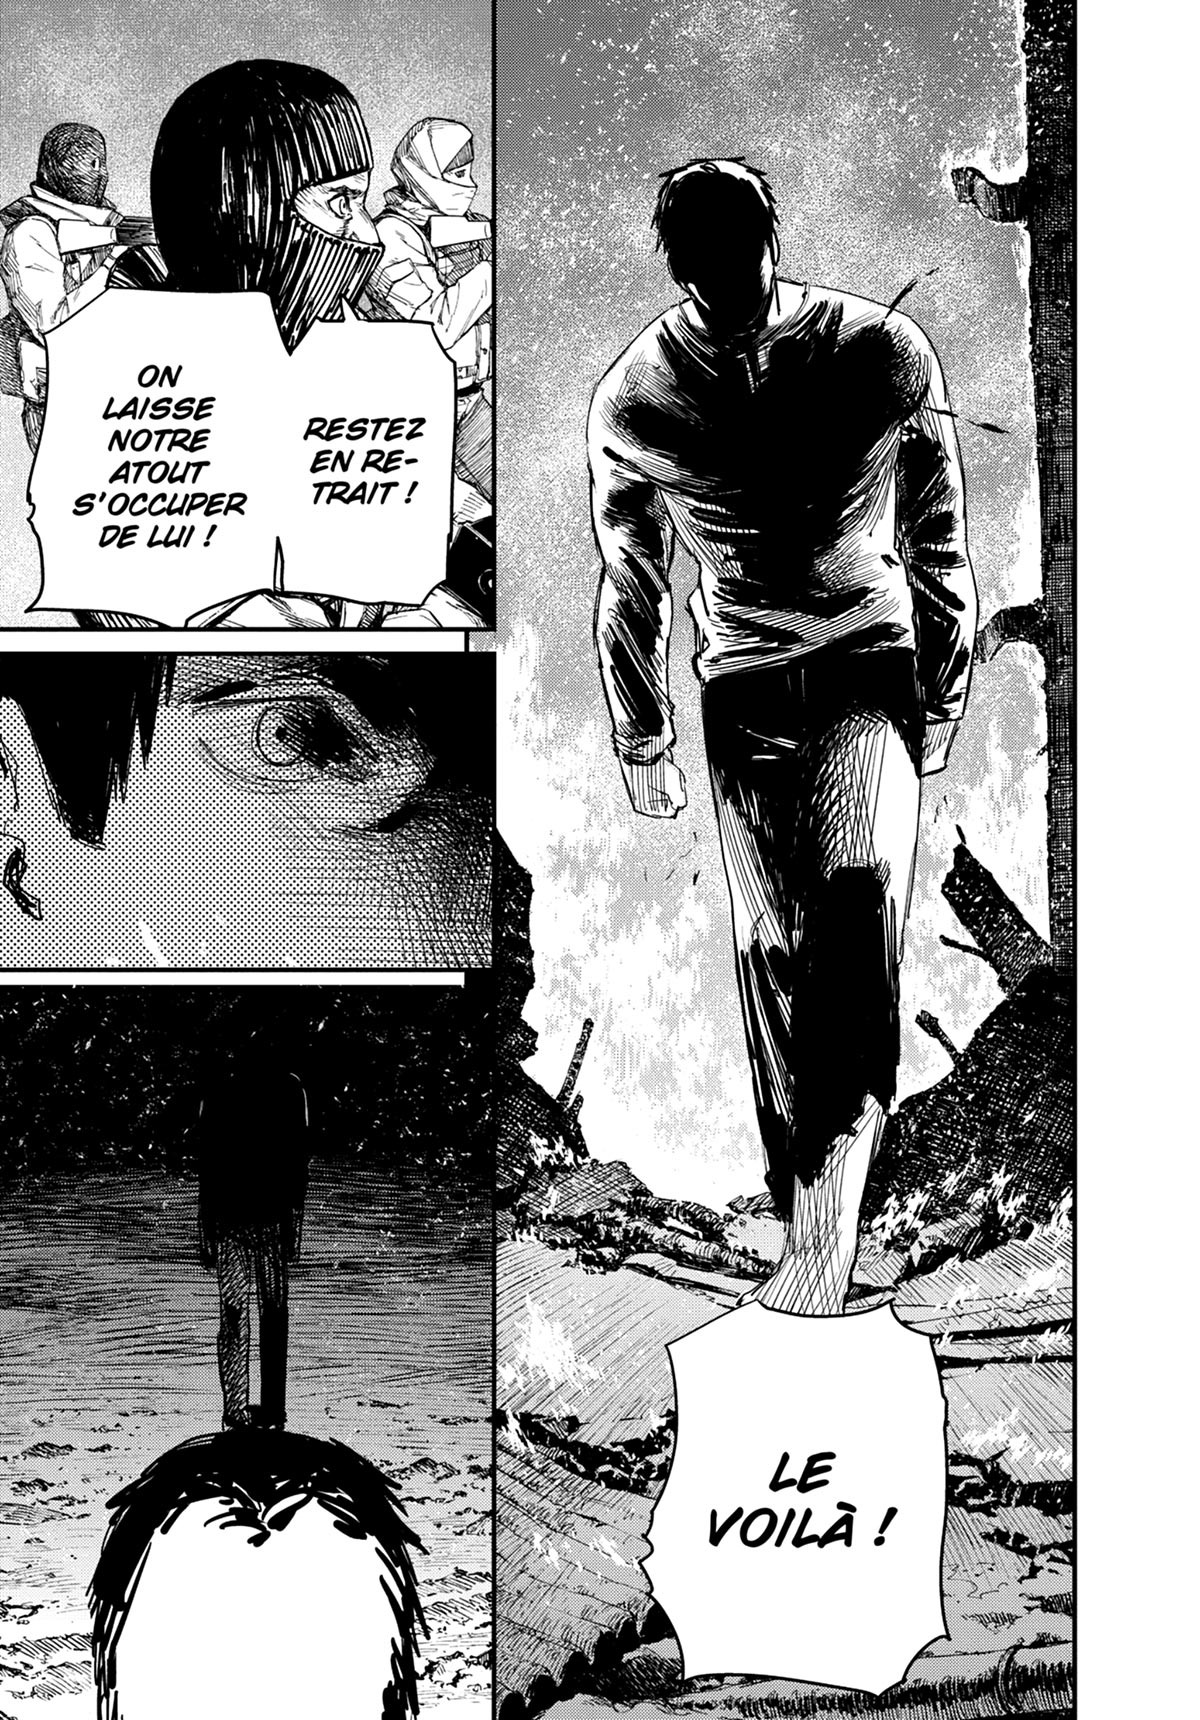 LE
VOILÀ !
RESTEZ
EN RE-
TRAIT !
ON
LAISSE
NOTRE
ATOUT
S'OCCUPER
DE LUI !